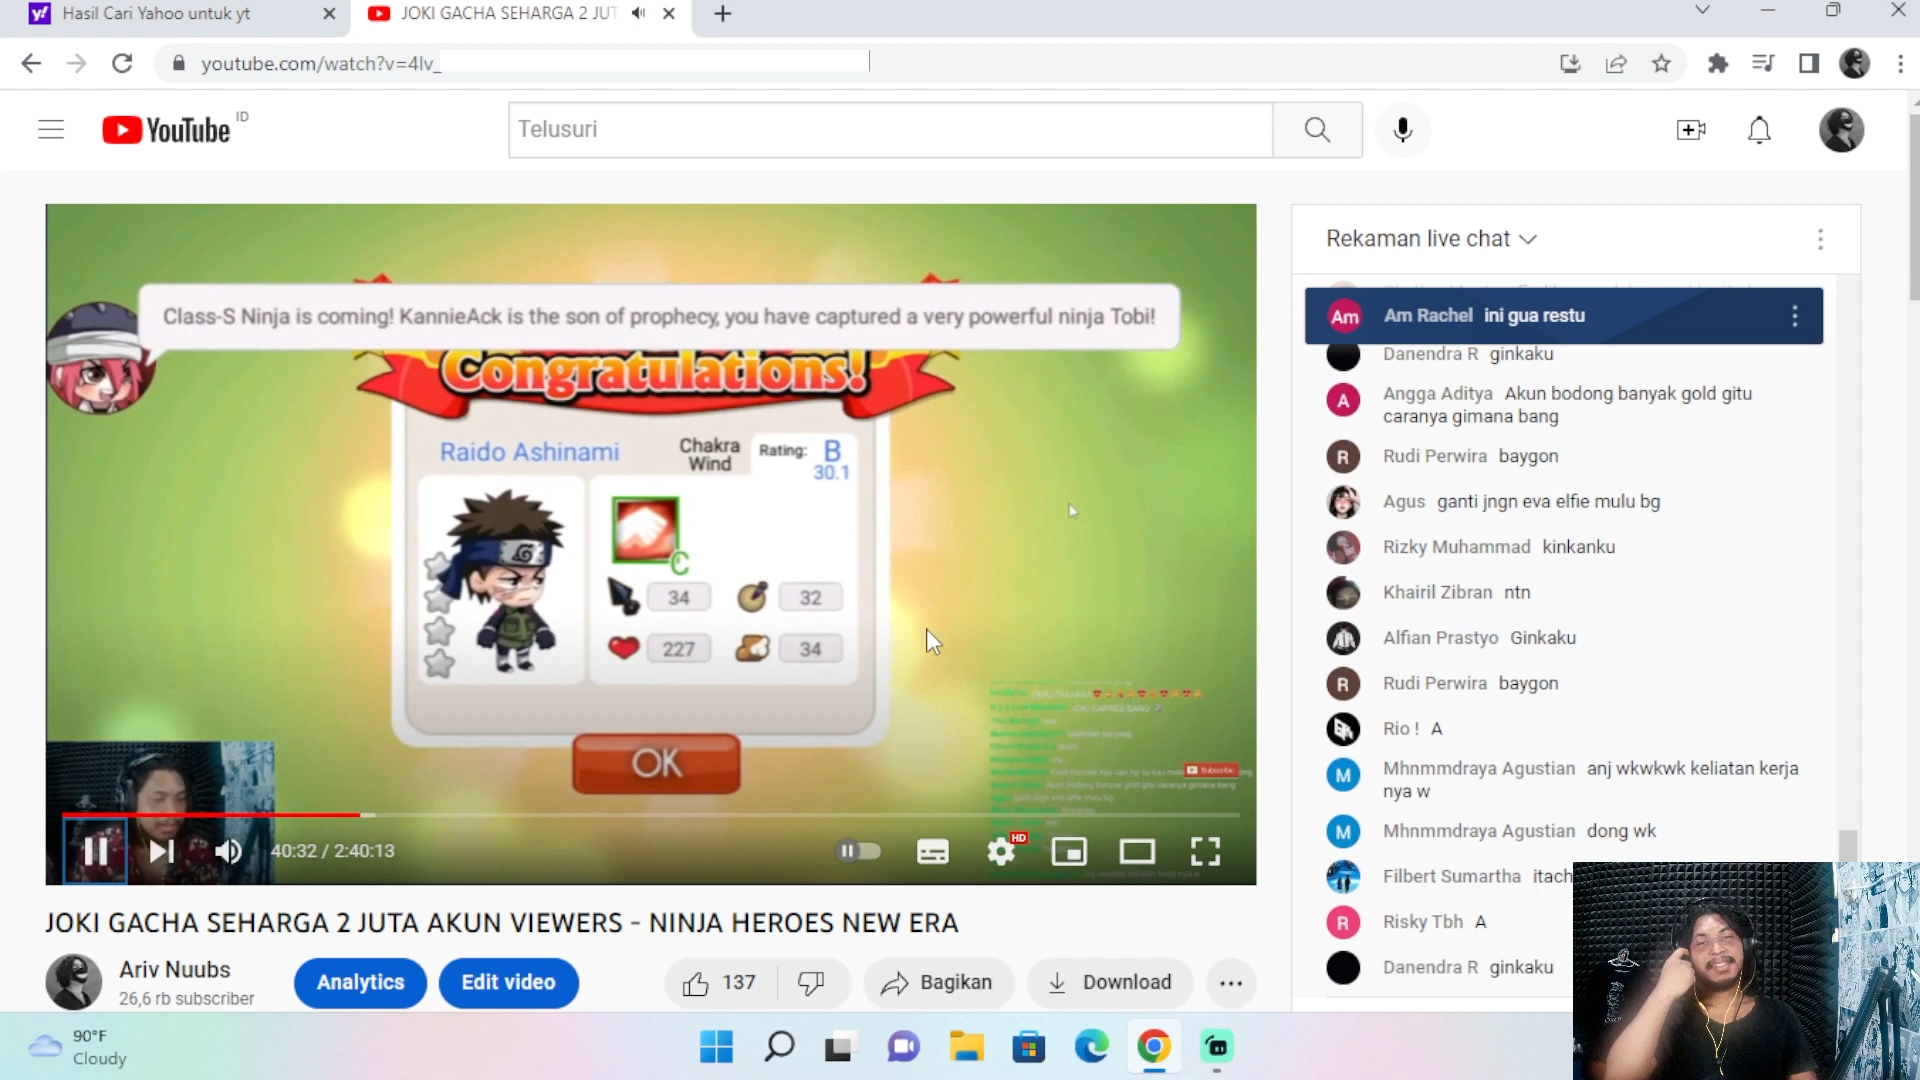 Hasil Cari Yahoo untuk yt
JOKI GACHA SEHARGA 2 JUT
youtube.com/watch?v=4lv_
YouTube ID
Telusuri
Rekaman live chat
Class-S Ninja is coming! KannieAck is the son of prophecy, you have captured a very powerful ninja Tobi!
Congratulations!
Raido Ashinami
Chakra
Wind
Rating: B
30.1
C
34
32
227
34
OK
Subscribe
40:32 / 2:40:13
HD
Am Am Rachel ini gua restu
Danendra R ginkaku
A Angga Aditya Akun bodong banyak gold gitu
caranya gimana bang
R Rudi Perwira baygon
Agus ganti jngn eva elfie mulu bg
Rizky Muhammad kinkanku
Khairil Zibran ntn
Alfian Prastyo Ginkaku
R Rudi Perwira baygon
Rio ! A
M Mhnmmdraya Agustian anj wkwkwk keliatan kerja
nya w
M Mhnmmdraya Agustian dong wk
Filbert Sumartha itach
R Risky Tbh A
Danendra R ginkaku
JOKI GACHA SEHARGA 2 JUTA AKUN VIEWERS - NINJA HEROES NEW ERA
Ariv Nuubs
26,6 rb subscriber
Analytics
Edit video
137
Bagikan
Download
90°F
Cloudy